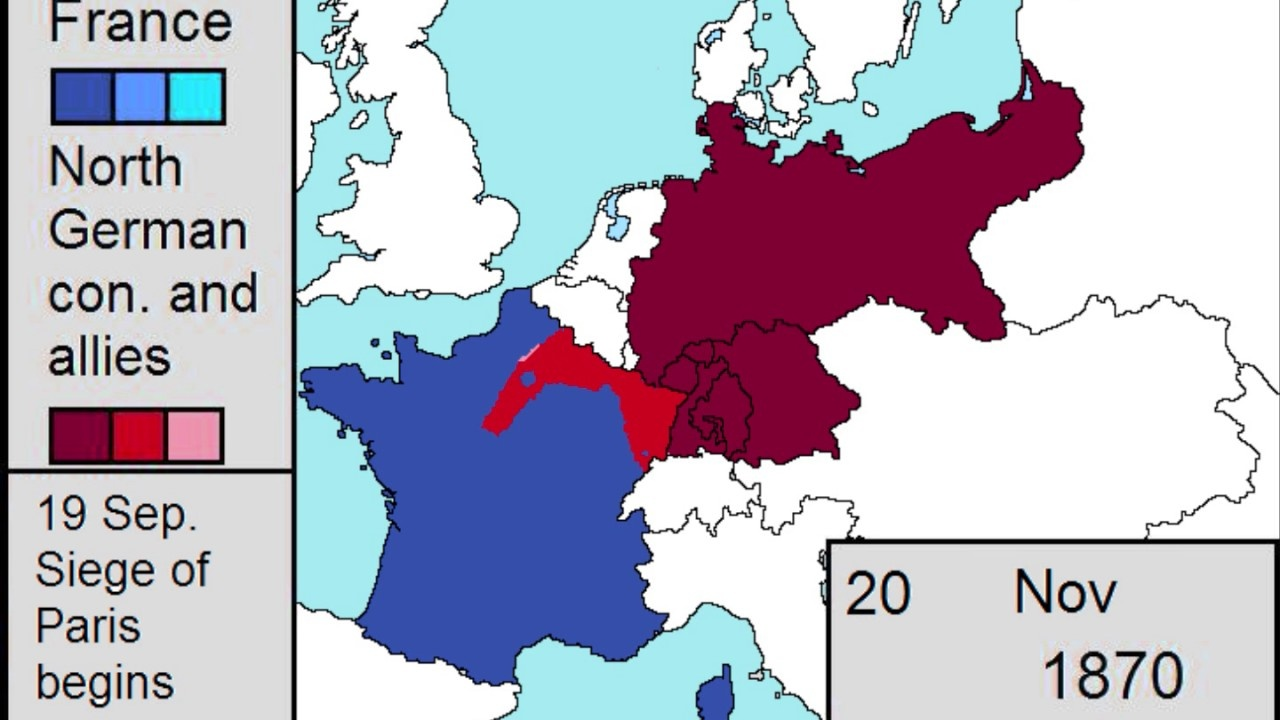 France
North
German
con. and
allies
19 Sep.
Siege of
Paris
begins
20 Nov
1870